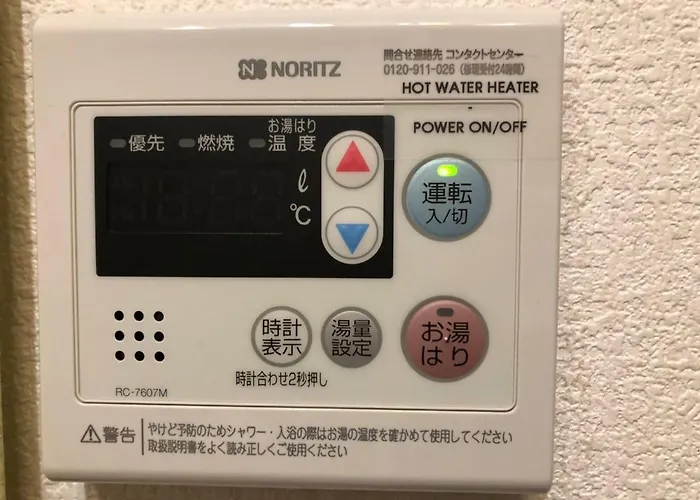 NORITZ
問合せ連絡先 コンタクトセンター
0120-911-026 (修理受付24時間)
HOT WATER HEATER
POWER ON/OFF
お湯はり
優先 燃焼 温度
ℓ
℃
運転
入/切
時計
表示
湯量
設定
お湯
はり
時計合わせ2秒押し
RC-7607M
警告
やけど予防のためシャワー・入浴の際はお湯の温度を確かめて使用してください
取扱説明書をよく読み正しくご使用ください